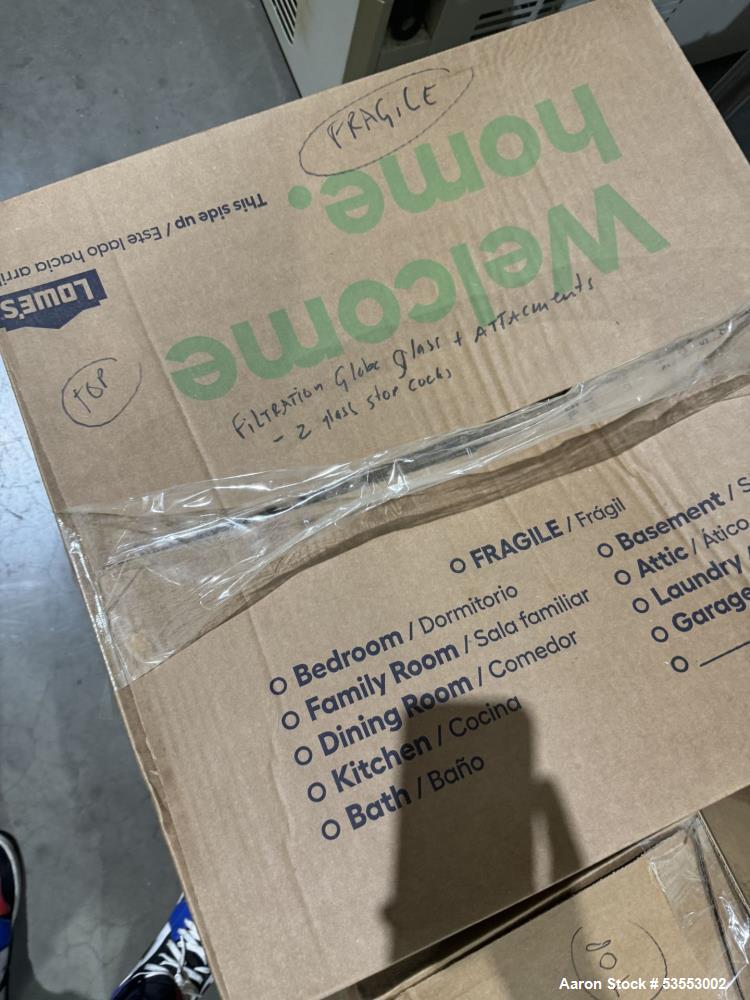 FRAGILE
Welcome
home.
This side up / Este lado hacia arri
LOWE'S
TOP
FILTRATION Globe glass + ATTACments
- 2 glass stop cocks
FRAGILE / Frágil
Bedroom / Dormitorio
Family Room / Sala familiar
Dining Room / Comedor
Kitchen / Cocina
Bath / Baño
Basement / S
Attic / Ático
Laundry /
Garage
Aaron Stock # 53553002